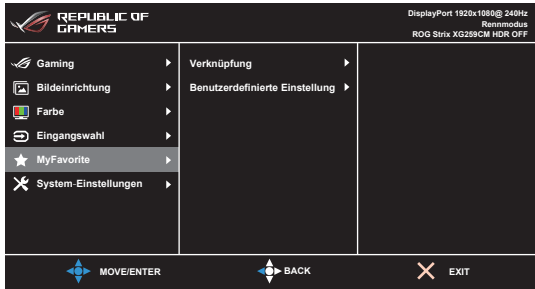 REPUBLIC OF
GAMERS
DisplayPort 1920x1080@ 240Hz
Rennmodus
ROG Strix XG259CM HDR OFF
Gaming
Bildeinrichtung
Farbe
Eingangswahl
MyFavorite
System-Einstellungen
Verknüpfung
Benutzerdefinierte Einstellung
MOVE/ENTER
BACK
EXIT